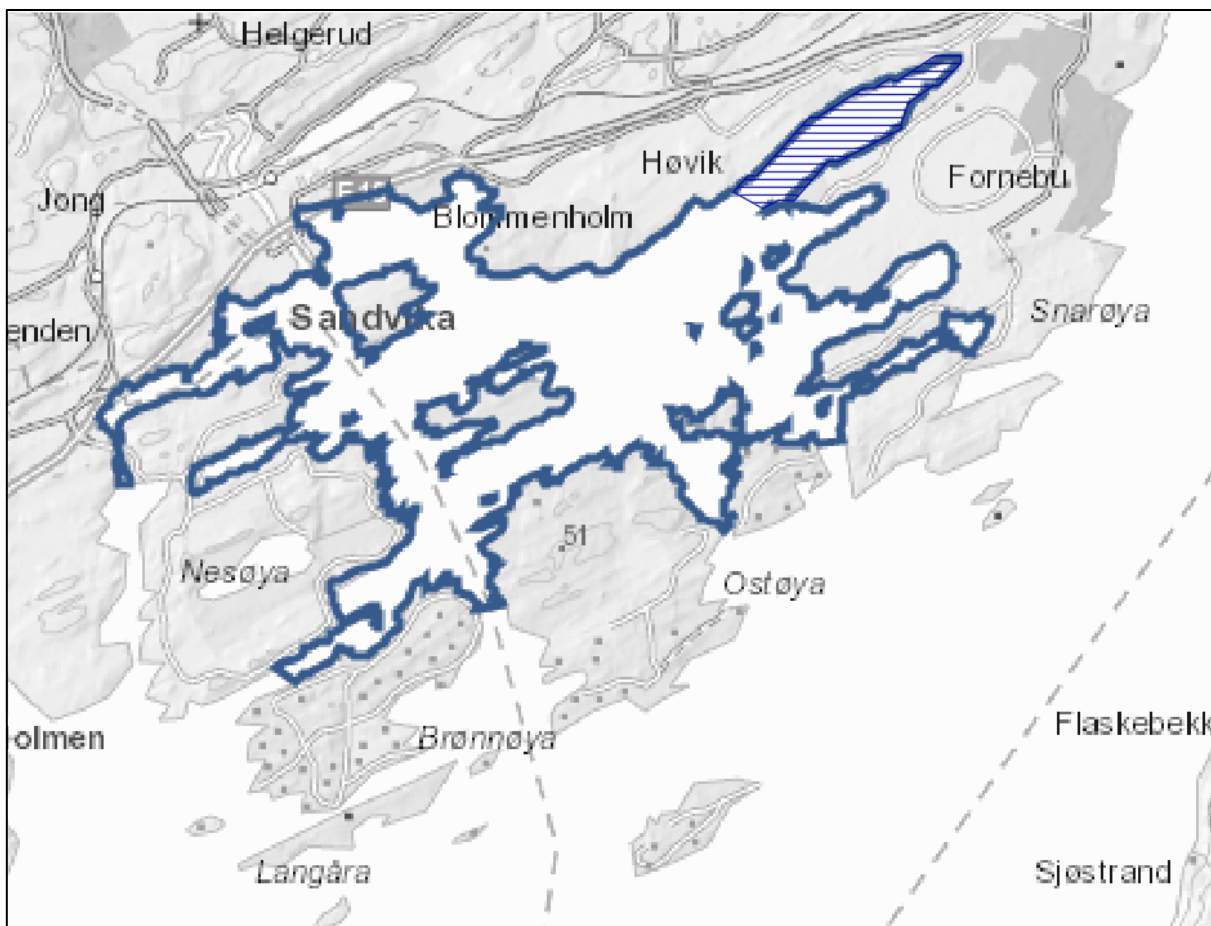 Helgerud
Høvik
Fornebu
Jong
Blommenholm
Sandvika
Snarøya
enden
51
Nesøya
Ostøya
olmen
Brønnøya
Flaskebekk
Langåra
Sjøstrand